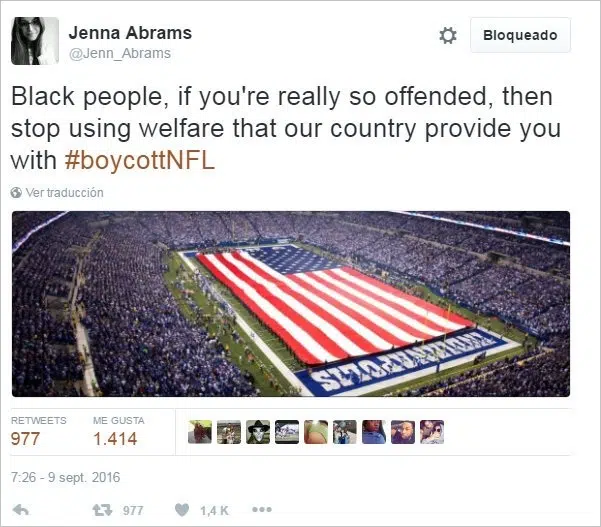 Jenna Abrams
@Jenn_Abrams
Bloqueado
Black people, if you're really so offended, then
stop using welfare that our country provide you
with #boycottNFL
Ver traducción
INDIANAPOLIS
RETWEETS
977
ME GUSTA
1.414
7:26 - 9 sept. 2016
977
1,4 K